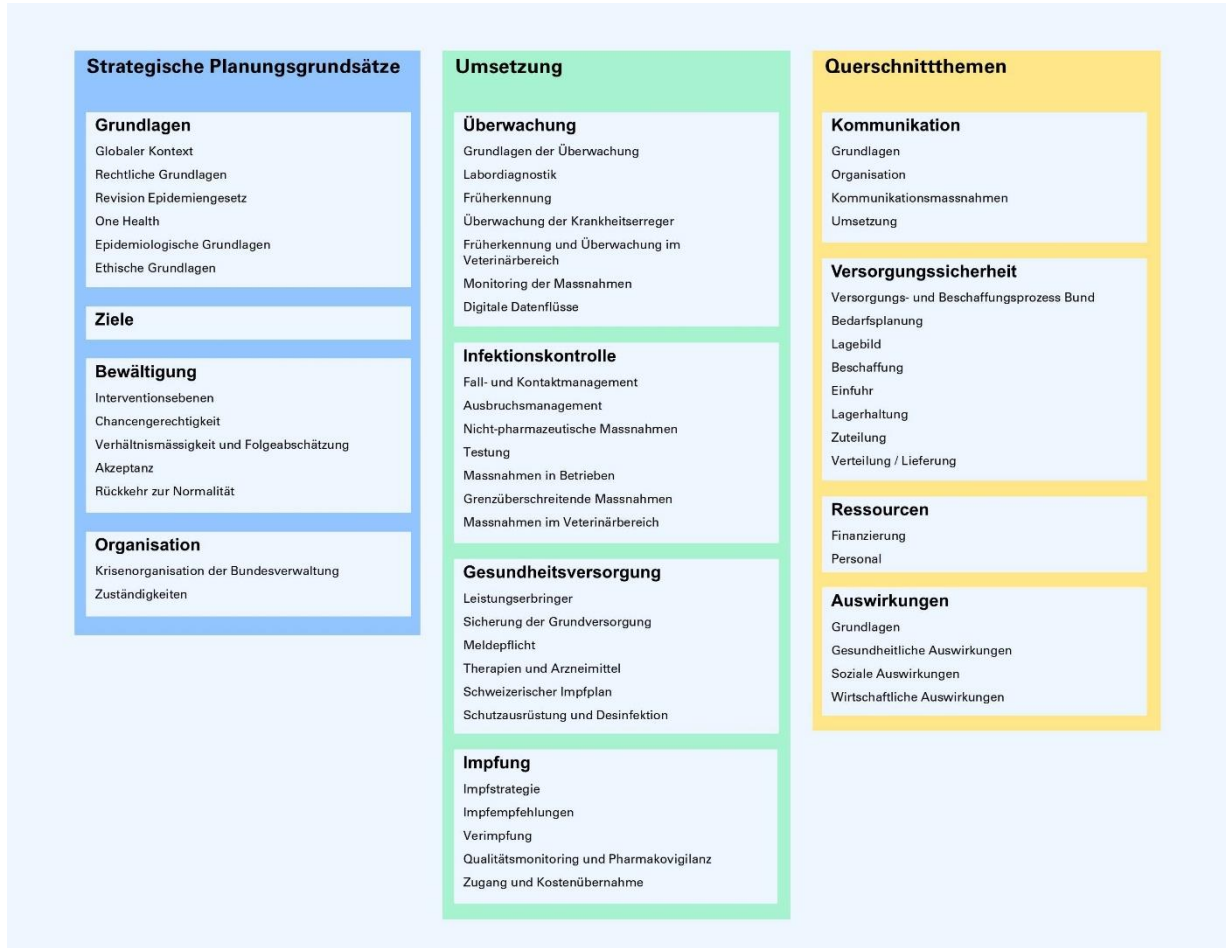 Strategische Planungsgrundsätze
Grundlagen
Globaler Kontext
Rechtliche Grundlagen
Revision Epidemiengesetz
One Health
Epidemiologische Grundlagen
Ethische Grundlagen
Ziele
Bewältigung
Interventionsebenen
Chancengerechtigkeit
Verhältnismässigkeit und Folgeabschätzung
Akzeptanz
Rückkehr zur Normalität
Organisation
Krisenorganisation der Bundesverwaltung
Zuständigkeiten
Umsetzung
Überwachung
Grundlagen der Überwachung
Labordiagnostik
Früherkennung
Überwachung der Krankheitserreger
Früherkennung und Überwachung im
Veterinärbereich
Monitoring der Massnahmen
Digitale Datenflüsse
Infektionskontrolle
Fall- und Kontaktmanagement
Ausbruchsmanagement
Nicht-pharmazeutische Massnahmen
Testung
Massnahmen in Betrieben
Grenzüberschreitende Massnahmen
Massnahmen im Veterinärbereich
Gesundheitsversorgung
Leistungserbringer
Sicherung der Grundversorgung
Meldepflicht
Therapien und Arzneimittel
Schweizerischer Impfplan
Schutzausrüstung und Desinfektion
Impfung
Impfstrategie
Impfempfehlungen
Verimpfung
Qualitätsmonitoring und Pharmakovigilanz
Zugang und Kostenübernahme
Querschnittthemen
Kommunikation
Grundlagen
Organisation
Kommunikationsmassnahmen
Umsetzung
Versorgungssicherheit
Versorgungs- und Beschaffungsprozess Bund
Bedarfsplanung
Lagebild
Beschaffung
Einfuhr
Lagerhaltung
Zuteilung
Verteilung / Lieferung
Ressourcen
Finanzierung
Personal
Auswirkungen
Grundlagen
Gesundheitliche Auswirkungen
Soziale Auswirkungen
Wirtschaftliche Auswirkungen